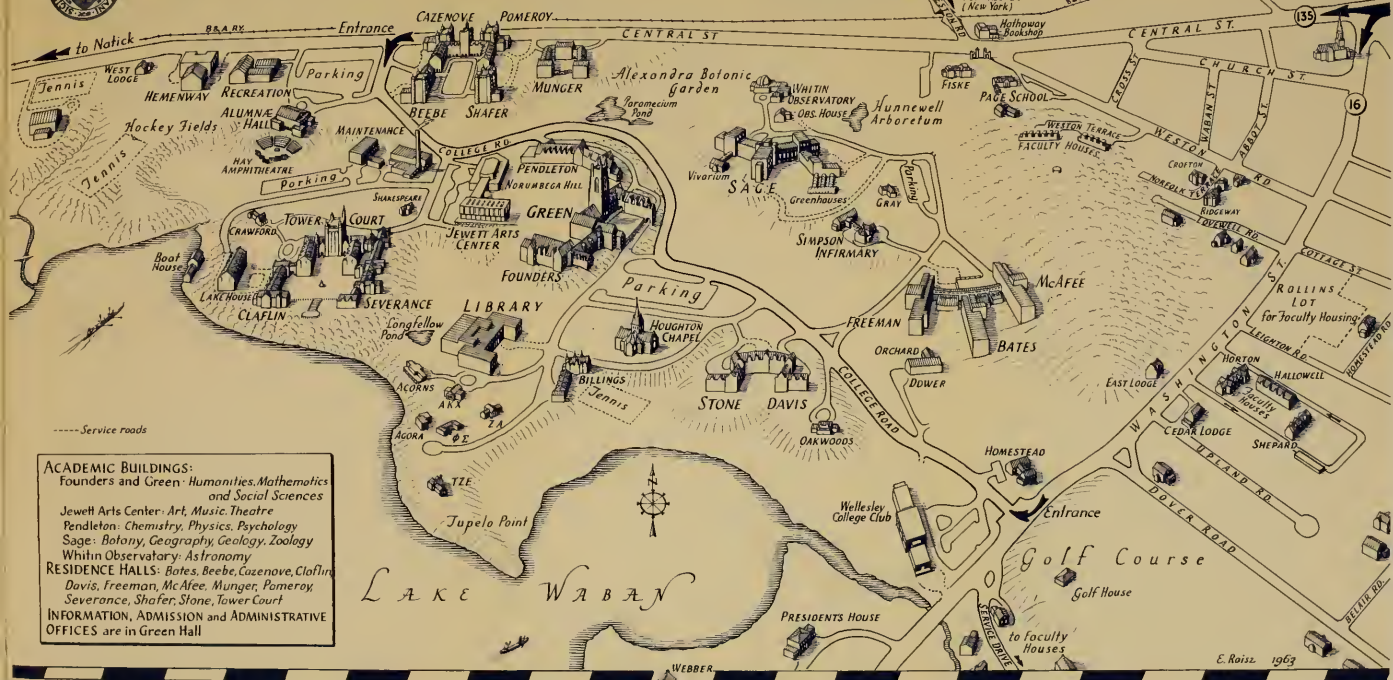 (New York)
WESTON RD
135
Hathaway
Bookshop
CAZENOVE POMEROY
to Natick
B.&A.RY.
Entrance
CENTRAL ST
CENTRAL ST.
CHURCH ST.
WEST
LODGE
Tennis
HEMENWAY
RECREATION
Parking
BEEBE
SHAFER
MUNGER
Alexandra Botonic
Garden
Paramecium
Pond
WHITIN
OBSERVATORY
OBS. HOUSE
Hunnewell
Arboretum
FISKE
PAGE SCHOOL
CROSS ST.
WABAN ST.
ABBOT ST.
16
Hockey Fields
ALUMNÆ
HALL
MAINTENANCE
HAY
AMPHITHEATRE
Tennis
Parking
COLLEGE RD.
PENDLETON
NORUMBEGA HILL
GREEN
JEWETT ARTS
CENTER
FOUNDERS
Vivarium
SAGE
Greenhouses
Parking
GRAY
SIMPSON
INFIRMARY
WESTON TERRACE
FACULTY HOUSES
WESTON RD
CROFTON
NORFOLK TERRACE
RIDGEWAY
LOVEWELL RD.
COTTAGE ST.
SHAKESPEARE
TOWER COURT
CRAWFORD
Boat
House
LAKE HOUSE
CLAFLIN
SEVERANCE
Parking
LIBRARY
Longfellow
Pond
HOUGHTON
CHAPEL
BILLINGS
Tennis
FREEMAN
McAFEE
BATES
ORCHARD
DOWER
ROLLINS
LOT
for Faculty Housing
LEIGHTON RD.
HOMESTEAD RD.
WASHINGTON ST
EAST LODGE
HORTON
HALLOWELL
Faculty
Houses
CEDAR LODGE
SHEPARD
ACORNS
AKX
ZA
AGORA
ΦΣ
TZE
Tupelo Point
STONE
DAVIS
OAKWOODS
COLLEGE ROAD
HOMESTEAD
Entrance
UPLAND RD.
DOVER ROAD
Wellesley
College Club
Golf Course
Golf House
BELAIR RD.
----- Service roads
ACADEMIC BUILDINGS:
Founders and Green · Humanities, Mathematics
and Social Sciences
Jewett Arts Center: Art, Music, Theatre
Pendleton: Chemistry, Physics, Psychology
Sage: Botany, Geography, Geology, Zoology
Whitin Observatory: Astronomy
RESIDENCE HALLS: Bates, Beebe, Cazenove, Claflin
Davis, Freeman, McAfee, Munger, Pomeroy,
Severance, Shafer, Stone, Tower Court
INFORMATION, ADMISSION and ADMINISTRATIVE
OFFICES are in Green Hall
LAKE WABAN
PRESIDENTS HOUSE
SERVICE DRIVE
to Faculty
Houses
WEBBER
E. Raisz 1963